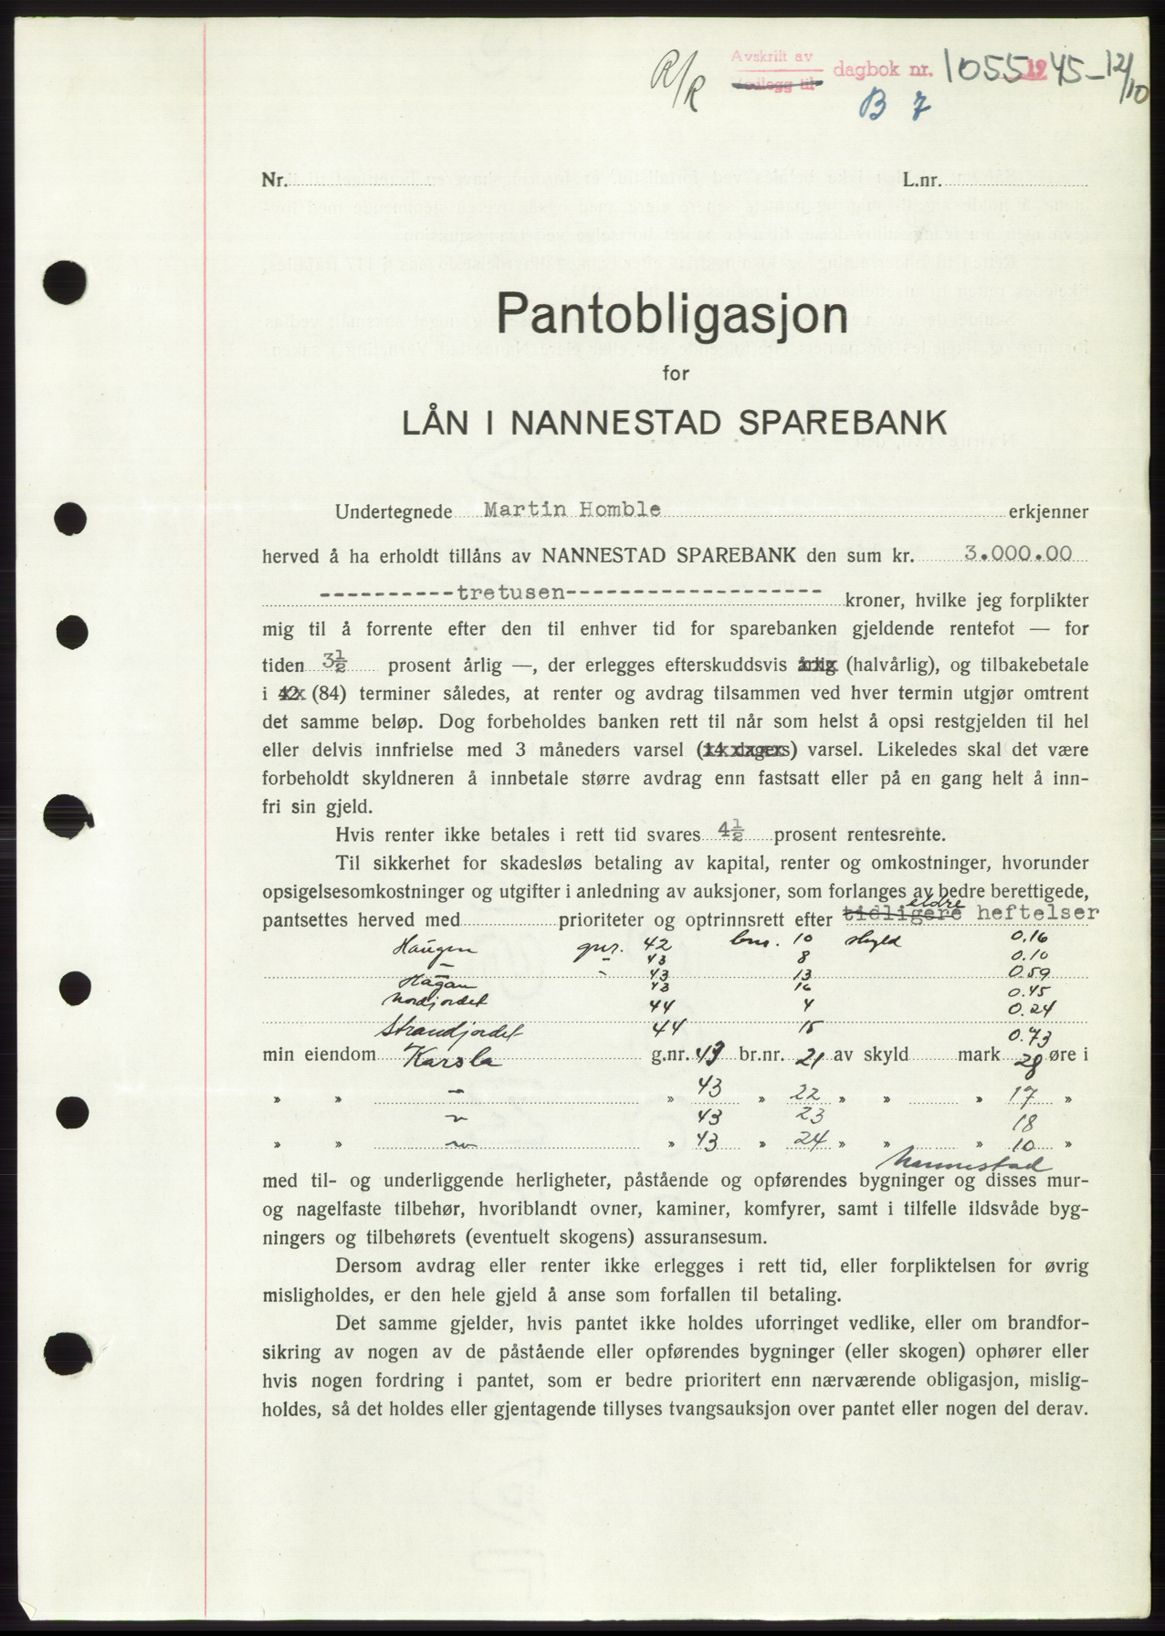 R/R Avskrift av dagbok nr. 1055 1945 - 12/10
Vedlegg til
B 7
Nr. L.nr.
Pantobligasjon
for
LÅN I NANNESTAD SPAREBANK
Undertegnede Martin Homble erkjenner
herved å ha erholdt tillåns av NANNESTAD SPAREBANK den sum kr. 3.000.00
----------tretusen------------------- kroner, hvilke jeg forplikter
mig til å forrente efter den til enhver tid for sparebanken gjeldende rentefot — for
tiden 3½ prosent årlig —, der erlegges efterskuddsvis årlig (halvårlig), og tilbakebetale
i 42 (84) terminer således, at renter og avdrag tilsammen ved hver termin utgjør omtrent
det samme beløp. Dog forbeholdes banken rett til når som helst å opsi restgjelden til hel
eller delvis innfrielse med 3 måneders varsel (14 dagers) varsel. Likeledes skal det være
forbeholdt skyldneren å innbetale større avdrag enn fastsatt eller på en gang helt å inn-
fri sin gjeld.
Hvis renter ikke betales i rett tid svares 4½ prosent rentesrente.
Til sikkerhet for skadesløs betaling av kapital, renter og omkostninger, hvorunder
opsigelsesomkostninger og utgifter i anledning av auksjoner, som forlanges av bedre berettigede,
eldre
pantsettes herved med prioriteter og optrinnsrett efter tidligere heftelser
Haugen gnr. 42 bnr. 10 skyld 0.16
— " 43 8 0.10
— " 43 13 0.59
Hagan 43 16 0.45
Nordjordet 44 4 0.24
Strandjordet 44 15 0.73
min eiendom Karsla g.nr. 43 br.nr. 21 av skyld mark 28 øre i
" " — " 43 " 22 " " " 17 "
" 43 23 18
" " " " 43 " 24 " " " 10 "
Nannestad
med til- og underliggende herligheter, påstående og opførendes bygninger og disses mur-
og nagelfaste tilbehør, hvoriblandt ovner, kaminer, komfyrer, samt i tilfelle ildsvåde byg-
ningers og tilbehørets (eventuelt skogens) assuransesum.
Dersom avdrag eller renter ikke erlegges i rett tid, eller forpliktelsen for øvrig
misligholdes, er den hele gjeld å anse som forfallen til betaling.
Det samme gjelder, hvis pantet ikke holdes uforringet vedlike, eller om brandfor-
sikring av nogen av de påstående eller opførendes bygninger (eller skogen) ophører eller
hvis nogen fordring i pantet, som er bedre prioritert enn nærværende obligasjon, mislig-
holdes, så det holdes eller gjentagende tillyses tvangsauksjon over pantet eller nogen del derav.